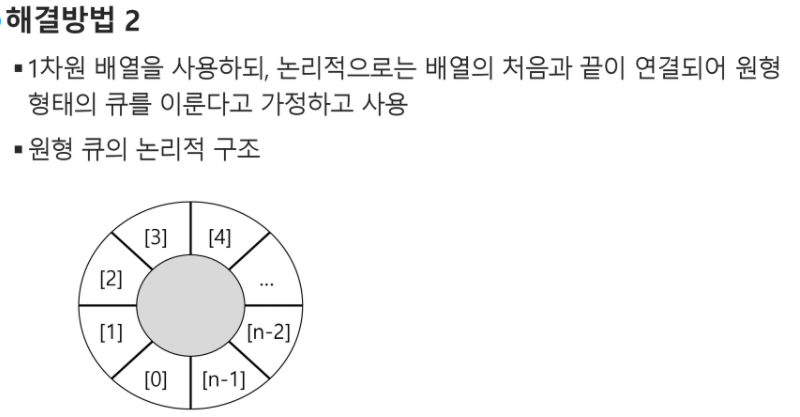 해결방법 2
▪1차원 배열을 사용하되, 논리적으로는 배열의 처음과 끝이 연결되어 원형
형태의 큐를 이룬다고 가정하고 사용
▪원형 큐의 논리적 구조
[3] [4]
[2] ...
[1] [n-2]
[0] [n-1]